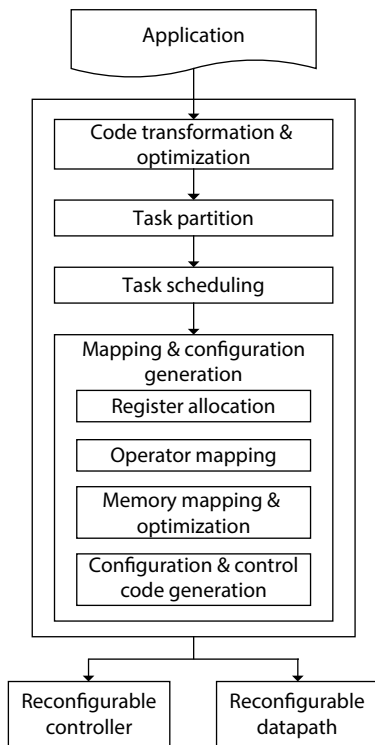 Application
Code transformation &
optimization
Task partition
Task scheduling
Mapping & configuration
generation
Register allocation
Operator mapping
Memory mapping &
optimization
Configuration & control
code generation
Reconfigurable
controller
Reconfigurable
datapath